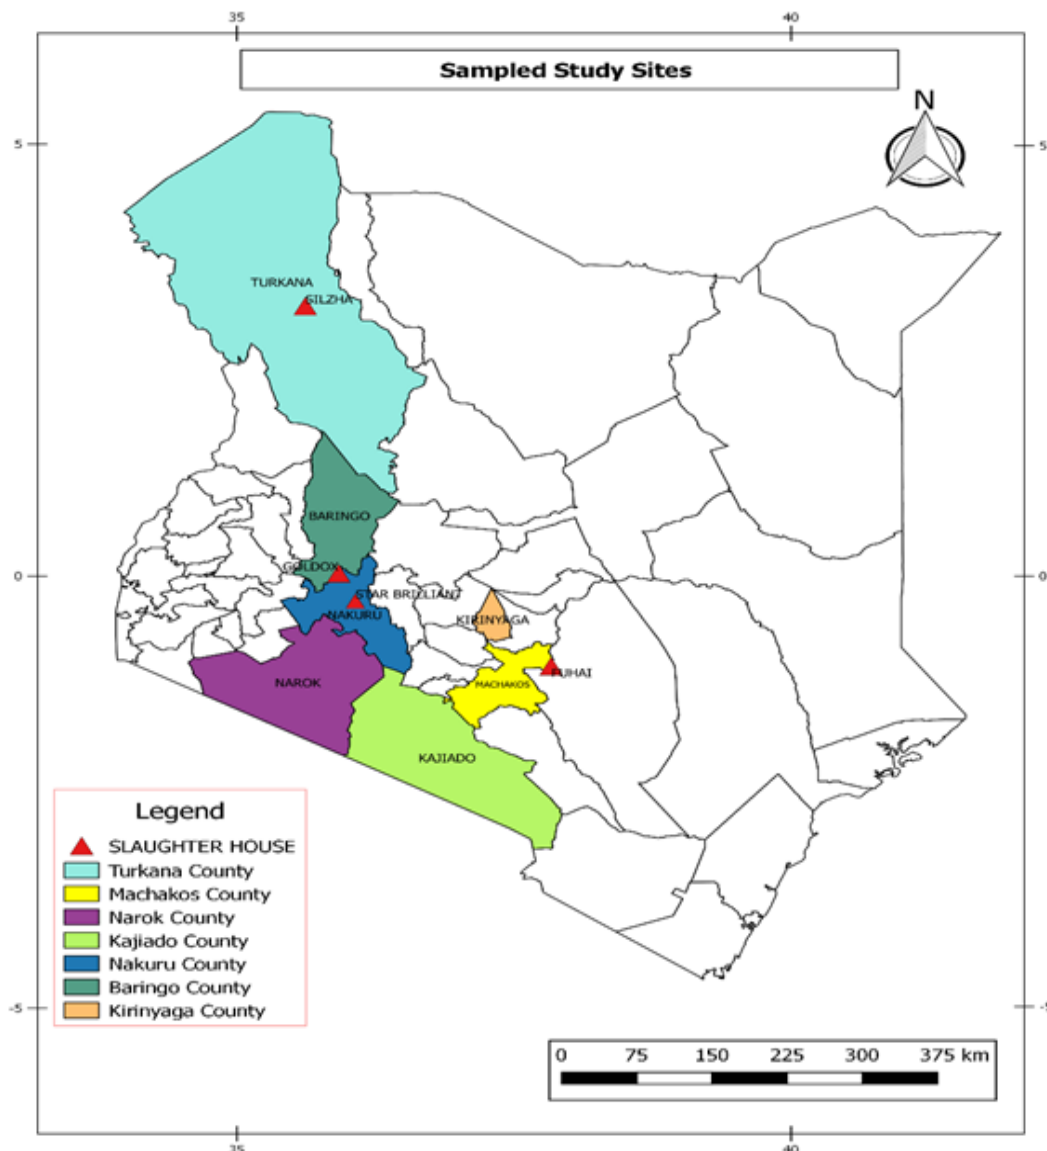 35 40
Sampled Study Sites
N
5 5
TURKANA
SILZHA
BARINGO
GOLDOX
0 0
STAR BRILLIANT
NAKURU
KIRINYAGA
FUHAI
NAROK
MACHAKOS
KAJIADO
Legend
SLAUGHTER HOUSE
Turkana County
Machakos County
Narok County
Kajiado County
Nakuru County
Baringo County
Kirinyaga County
-5 -5
0 75 150 225 300 375 km
35 40